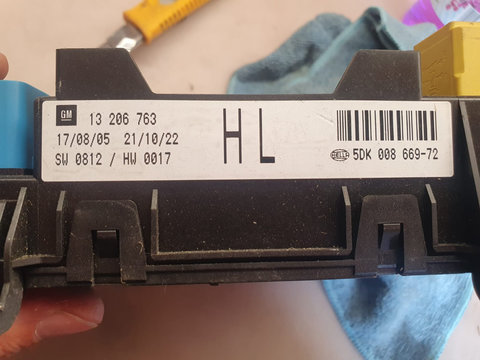 GM 13 206 763
17/08/05 21/10/22
SW 0812 / HW 0017
HL
HELLA 5DK 008 669-72